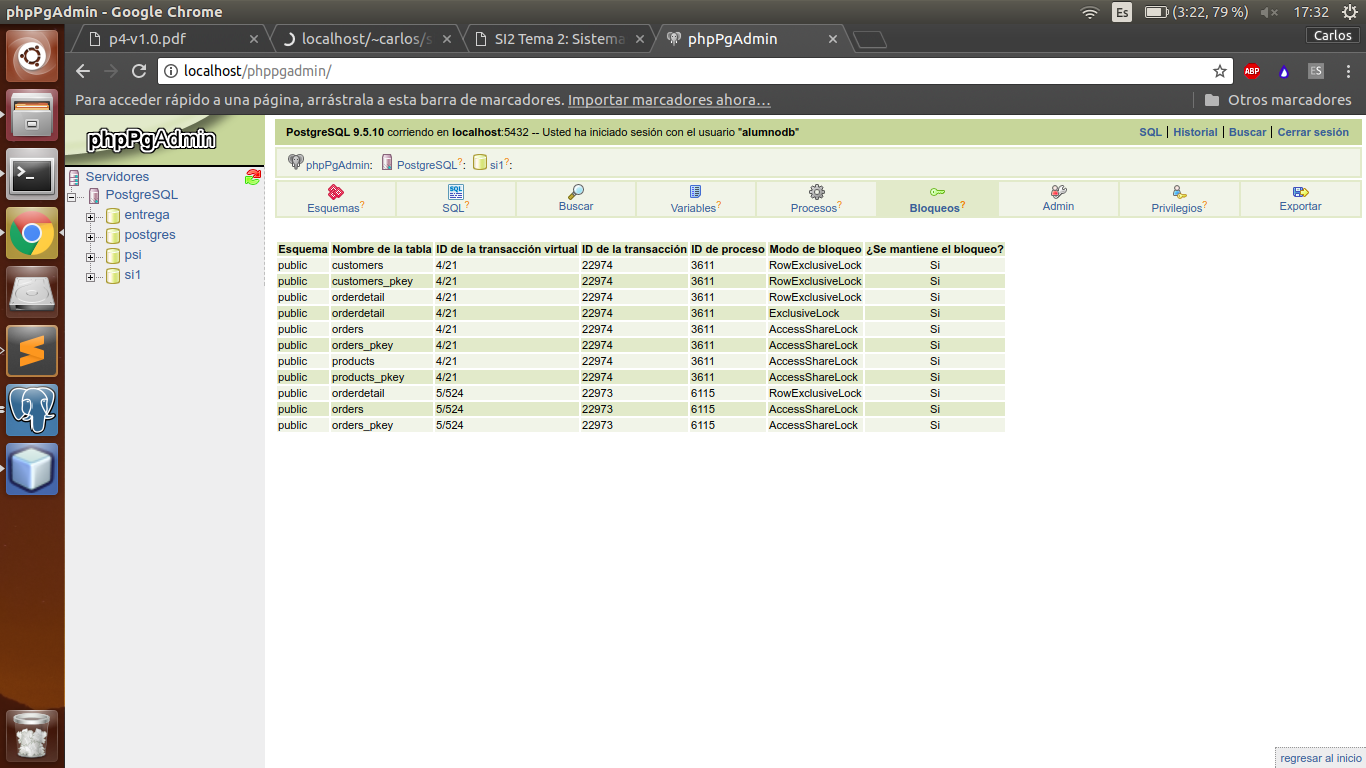 phpPgAdmin - Google Chrome Es (3:22, 79 %) 17:32
p4-v1.0.pdf localhost/~carlos/s SI2 Tema 2: Sistema phpPgAdmin Carlos
localhost/phppgadmin/ ABP ES
Para acceder rápido a una página, arrástrala a esta barra de marcadores. Importar marcadores ahora… Otros marcadores
phpPgAdmin
Servidores
PostgreSQL
entrega
postgres
psi
si1
PostgreSQL 9.5.10 corriendo en localhost:5432 -- Usted ha iniciado sesión con el usuario "alumnodb" SQL | Historial | Buscar | Cerrar sesión
phpPgAdmin: PostgreSQL?: si1?:
SQL
Esquemas? SQL? Buscar Variables? Procesos? Bloqueos? Admin Privilegios? Exportar
Esquema Nombre de la tabla ID de la transacción virtual ID de la transacción ID de proceso Modo de bloqueo ¿Se mantiene el bloqueo?
public customers 4/21 22974 3611 RowExclusiveLock Si
public customers_pkey 4/21 22974 3611 RowExclusiveLock Si
public orderdetail 4/21 22974 3611 RowExclusiveLock Si
public orderdetail 4/21 22974 3611 ExclusiveLock Si
public orders 4/21 22974 3611 AccessShareLock Si
public orders_pkey 4/21 22974 3611 AccessShareLock Si
public products 4/21 22974 3611 AccessShareLock Si
public products_pkey 4/21 22974 3611 AccessShareLock Si
public orderdetail 5/524 22973 6115 RowExclusiveLock Si
public orders 5/524 22973 6115 AccessShareLock Si
public orders_pkey 5/524 22973 6115 AccessShareLock Si
regresar al inicio